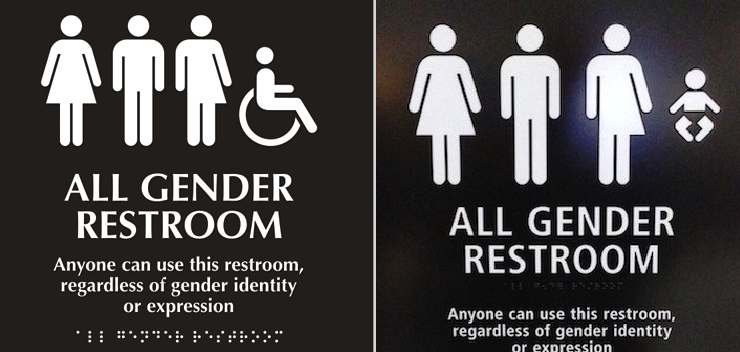 ALL GENDER
RESTROOM
Anyone can use this restroom,
regardless of gender identity
or expression
⠁⠇⠇ ⠛⠑⠝⠙⠑⠗ ⠗⠑⠎⠞⠗⠕⠕⠍
ALL GENDER
RESTROOM
Anyone can use this restroom,
regardless of gender identity
or expression